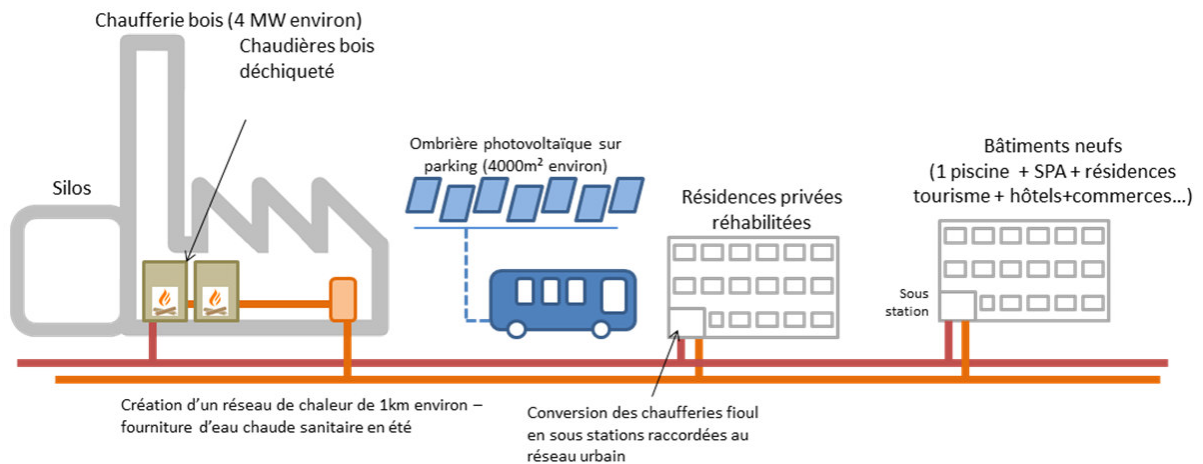 Chaufferie bois (4 MW environ)
Chaudières bois
déchiqueté
Silos
Ombrière photovoltaïque sur
parking (4000m² environ)
Résidences privées
réhabilitées
Bâtiments neufs
(1 piscine + SPA + résidences
tourisme + hôtels+commerces...)
Sous
station
Création d'un réseau de chaleur de 1km environ –
fourniture d'eau chaude sanitaire en été
Conversion des chaufferies fioul
en sous stations raccordées au
réseau urbain